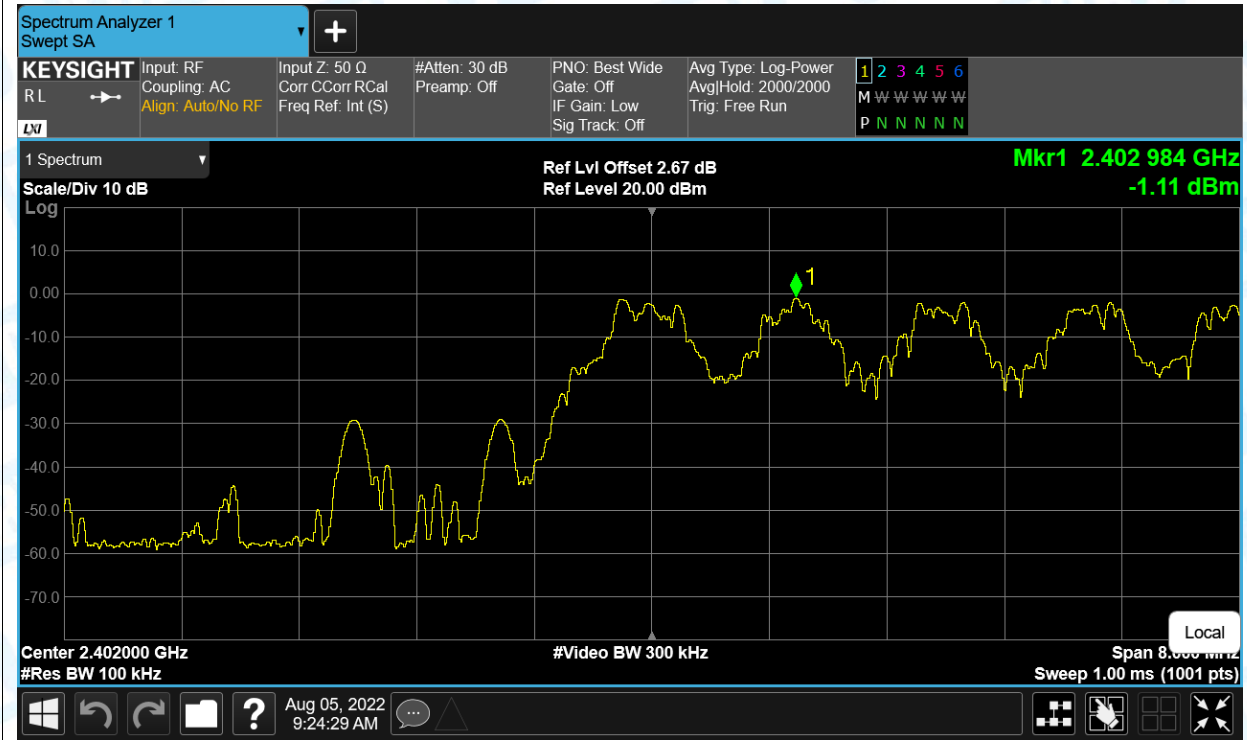 Spectrum Analyzer 1
Swept SA
KEYSIGHT
R L
LXI
Input: RF
Coupling: AC
Align: Auto/No RF
Input Z: 50 Ω
Corr CCorr RCal
Freq Ref: Int (S)
#Atten: 30 dB
Preamp: Off
PNO: Best Wide
Gate: Off
IF Gain: Low
Sig Track: Off
Avg Type: Log-Power
Avg|Hold: 2000/2000
Trig: Free Run
1 2 3 4 5 6
M W W W W W W
P N N N N N N
1 Spectrum
Scale/Div 10 dB
Log
Ref Lvl Offset 2.67 dB
Ref Level 20.00 dBm
Mkr1 2.402 984 GHz
-1.11 dBm
10.0
0.00
-10.0
-20.0
-30.0
-40.0
-50.0
-60.0
-70.0
1
Local
Center 2.402000 GHz
#Res BW 100 kHz
#Video BW 300 kHz
Span 8.000 MHz
Sweep 1.00 ms (1001 pts)
?
Aug 05, 2022
9:24:29 AM